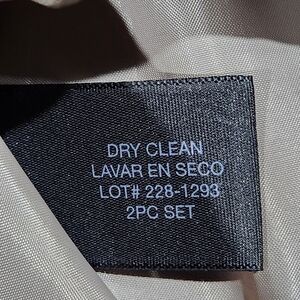 DRY CLEAN
LAVAR EN SECO
LOT# 228-1293
2PC SET